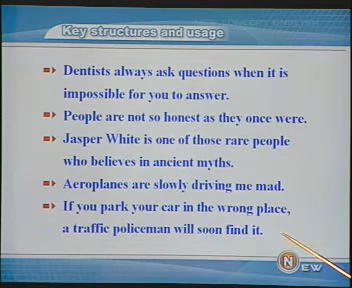 Key structures and usage
Dentists always ask questions when it is
impossible for you to answer.
People are not so honest as they once were.
Jasper White is one of those rare people
who believes in ancient myths.
Aeroplanes are slowly driving me mad.
If you park your car in the wrong place,
a traffic policeman will soon find it.
NEW